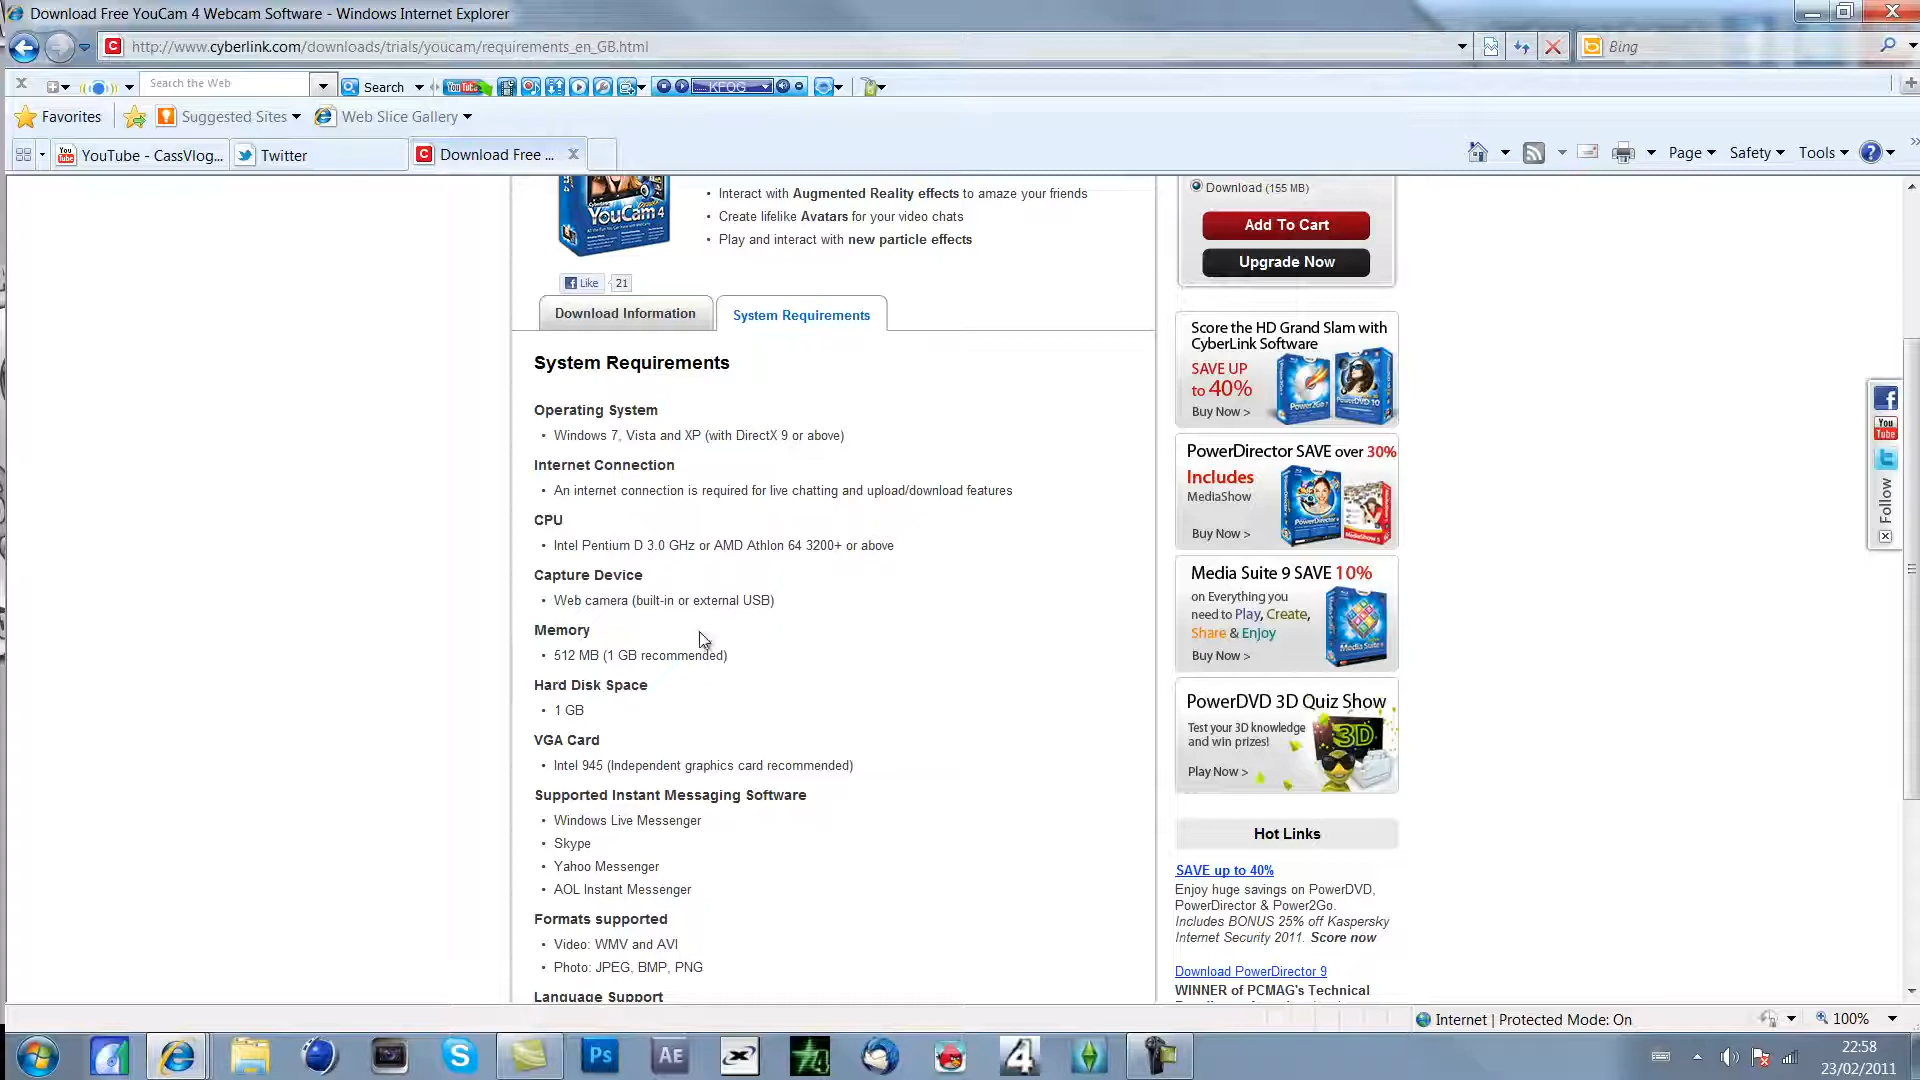 Download Free YouCam 4 Webcam Software - Windows Internet Explorer
http://www.cyberlink.com/downloads/trials/youcam/requirements_en_GB.html
Bing
Search the Web
Search
YouTube
KFOG
Favorites
Suggested Sites
Web Slice Gallery
YouTube - CassVlog...
Twitter
Download Free ...
Page
Safety
Tools
YouCam 4
• Interact with Augmented Reality effects to amaze your friends
• Create lifelike Avatars for your video chats
• Play and interact with new particle effects
Like 21
Download Information
System Requirements
System Requirements
Operating System
• Windows 7, Vista and XP (with DirectX 9 or above)
Internet Connection
• An internet connection is required for live chatting and upload/download features
CPU
• Intel Pentium D 3.0 GHz or AMD Athlon 64 3200+ or above
Capture Device
• Web camera (built-in or external USB)
Memory
• 512 MB (1 GB recommended)
Hard Disk Space
• 1 GB
VGA Card
• Intel 945 (Independent graphics card recommended)
Supported Instant Messaging Software
• Windows Live Messenger
• Skype
• Yahoo Messenger
• AOL Instant Messenger
Formats supported
• Video: WMV and AVI
• Photo: JPEG, BMP, PNG
Language Support
Download (155 MB)
Add To Cart
Upgrade Now
Score the HD Grand Slam with
CyberLink Software
SAVE UP
to 40%
Buy Now >
PowerDirector SAVE over 30%
Includes
MediaShow
Buy Now >
Media Suite 9 SAVE 10%
on Everything you
need to Play, Create,
Share & Enjoy
Buy Now >
PowerDVD 3D Quiz Show
Test your 3D knowledge
and win prizes!
3D
Play Now >
Hot Links
SAVE up to 40%
Enjoy huge savings on PowerDVD,
PowerDirector & Power2Go.
Includes BONUS 25% off Kaspersky
Internet Security 2011. Score now
Download PowerDirector 9
WINNER of PCMAG's Technical
You
Tube
Follow
Internet | Protected Mode: On
100%
Ps
AE
4
22:58
23/02/2011